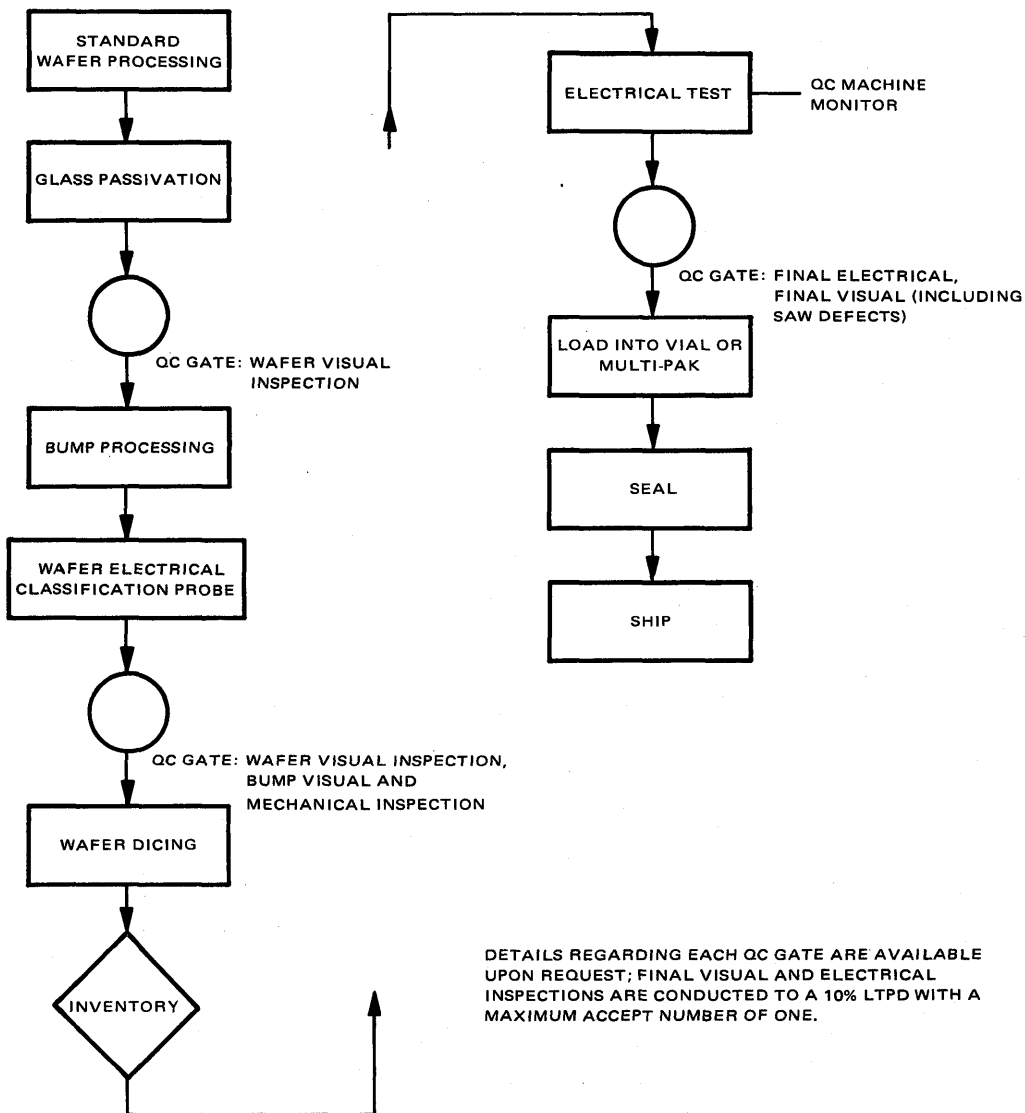 STANDARD
WAFER PROCESSING
GLASS PASSIVATION
QC GATE: WAFER VISUAL
INSPECTION
BUMP PROCESSING
WAFER ELECTRICAL
CLASSIFICATION PROBE
QC GATE: WAFER VISUAL INSPECTION,
BUMP VISUAL AND
MECHANICAL INSPECTION
WAFER DICING
INVENTORY
ELECTRICAL TEST
QC MACHINE
MONITOR
QC GATE: FINAL ELECTRICAL,
FINAL VISUAL (INCLUDING
SAW DEFECTS)
LOAD INTO VIAL OR
MULTI-PAK
SEAL
SHIP
DETAILS REGARDING EACH QC GATE ARE AVAILABLE
UPON REQUEST; FINAL VISUAL AND ELECTRICAL
INSPECTIONS ARE CONDUCTED TO A 10% LTPD WITH A
MAXIMUM ACCEPT NUMBER OF ONE.